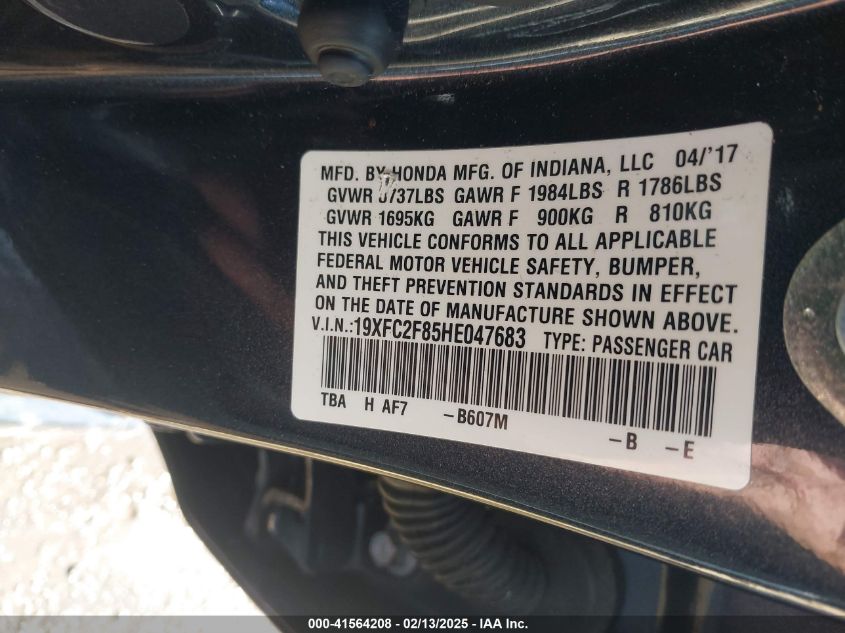 MFD. BY HONDA MFG. OF INDIANA, LLC 04/'17
GVWR 3737LBS GAWR F 1984LBS R 1786LBS
GVWR 1695KG GAWR F 900KG R 810KG
THIS VEHICLE CONFORMS TO ALL APPLICABLE
FEDERAL MOTOR VEHICLE SAFETY, BUMPER,
AND THEFT PREVENTION STANDARDS IN EFFECT
ON THE DATE OF MANUFACTURE SHOWN ABOVE.
V.I.N.:19XFC2F85HE047683 TYPE: PASSENGER CAR
TBA H AF7 -B607M -B -E
000-41564208 - 02/13/2025 - IAA Inc.